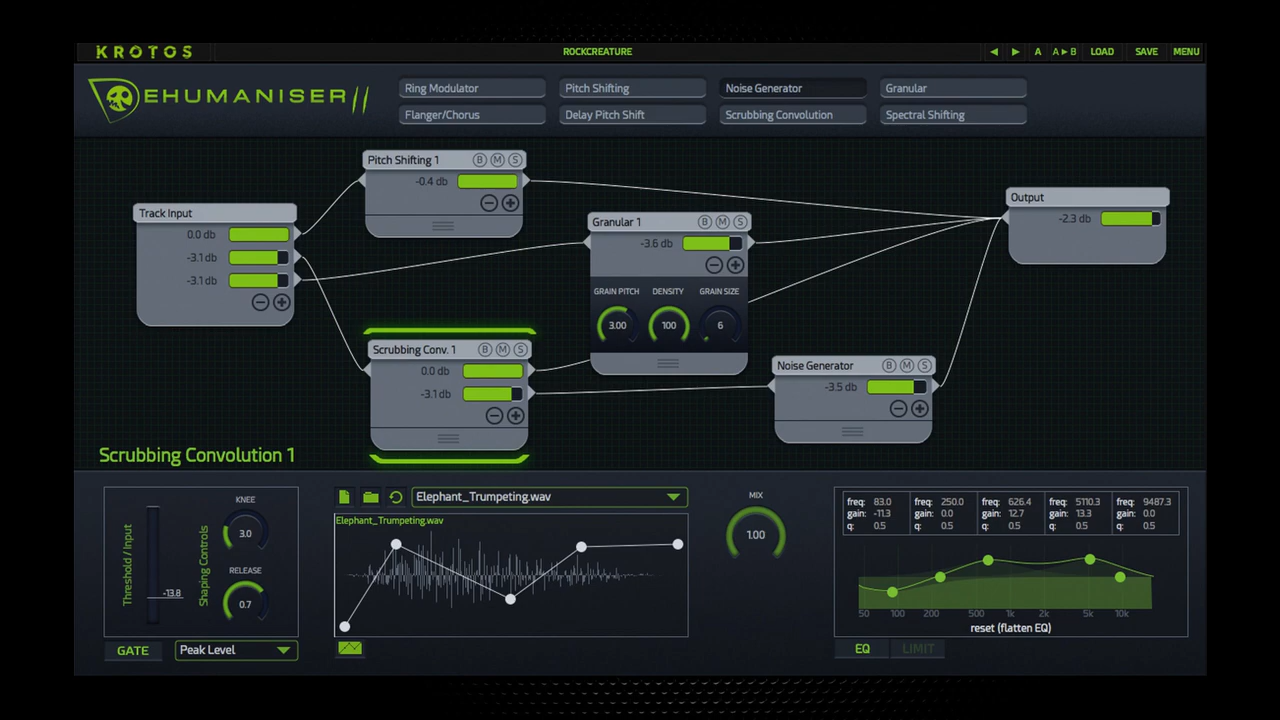 KROTOS
ROCKCREATURE
A A▸B LOAD SAVE MENU
DEHUMANISER II
Ring Modulator Pitch Shifting Noise Generator Granular
Flanger/Chorus Delay Pitch Shift Scrubbing Convolution Spectral Shifting
Pitch Shifting 1 B M S
-0.4 db
Track Input
0.0 db
-3.1 db
-3.1 db
Granular 1 B M S
-3.6 db
GRAIN PITCH DENSITY GRAIN SIZE
3.00 100 6
Output
-2.3 db
Scrubbing Conv. 1 B M S
0.0 db
-3.1 db
Noise Generator B M S
-3.5 db
Scrubbing Convolution 1
Threshold / Input
-13.8
Shaping Controls
KNEE
3.0
RELEASE
0.7
GATE Peak Level
Elephant_Trumpeting.wav
Elephant_Trumpeting.wav
MIX
1.00
freq: 83.0 freq: 250.0 freq: 626.4 freq: 5110.3 freq: 9487.3
gain: -11.3 gain: 0.0 gain: 12.7 gain: 13.3 gain: 0.0
q: 0.5 q: 0.5 q: 0.5 q: 0.5 q: 0.5
50 100 200 500 1k 2k 5k 10k
reset (flatten EQ)
EQ LIMIT